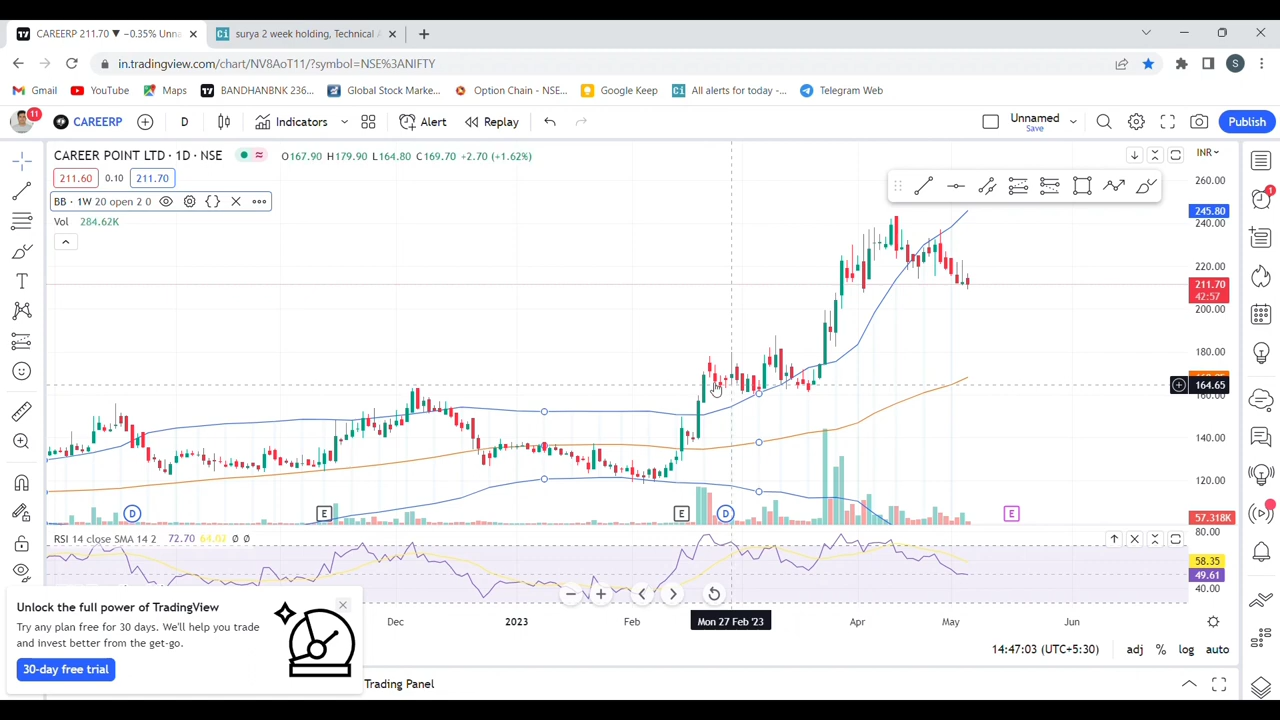 CAREERP 211.70 ▼ −0.35% Unna
surya 2 week holding, Technical A
in.tradingview.com/chart/NV8AoT11/?symbol=NSE%3ANIFTY
S
Gmail YouTube Maps BANDHANBNK 236... Global Stock Marke... Option Chain - NSE... Google Keep All alerts for today -... Telegram Web
11 CAREERP D Indicators Alert Replay Unnamed Save Publish
CAREER POINT LTD · 1D · NSE O167.90 H179.90 L164.80 C169.70 +2.70 (+1.62%)
INR
211.60 0.10 211.70
BB · 1W 20 open 2 0
Vol 284.62K
260.00
245.80
240.00
220.00
211.70
42:57
200.00
180.00
164.65
140.00
120.00
57.318K
D E E D E
RSI 14 close SMA 14 2 72.70 64.02 Ø Ø
80.00
58.35
49.61
40.00
Dec 2023 Feb Mon 27 Feb '23 Apr May Jun
Unlock the full power of TradingView
Try any plan free for 30 days. We'll help you trade
and invest better from the get-go.
30-day free trial
14:47:03 (UTC+5:30) adj % log auto
Trading Panel